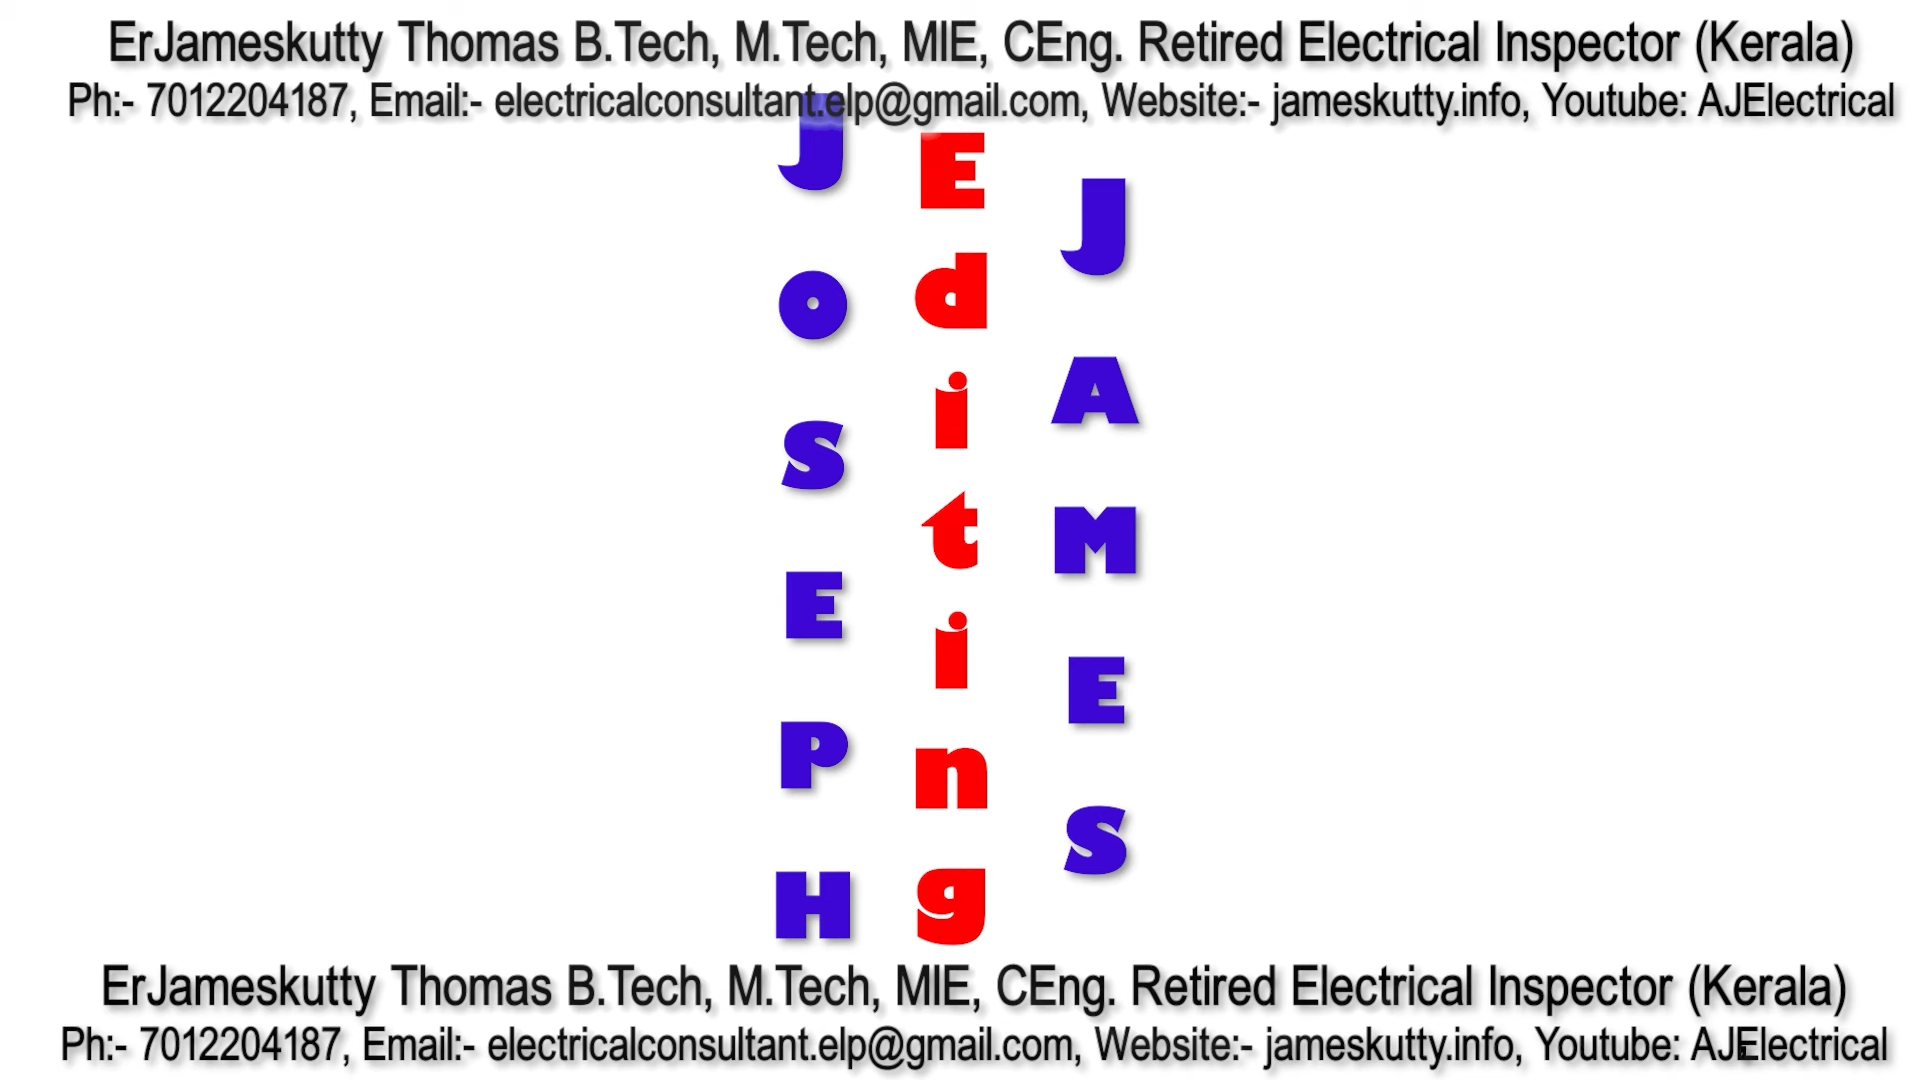 ErJameskutty Thomas B.Tech, M.Tech, MIE, CEng. Retired Electrical Inspector (Kerala)
Ph:- 7012204187, Email:- electricalconsultant.elp@gmail.com, Website:- jameskutty.info, Youtube: AJElectrical
JOSEPH
Editing
JAMES
ErJameskutty Thomas B.Tech, M.Tech, MIE, CEng. Retired Electrical Inspector (Kerala)
Ph:- 7012204187, Email:- electricalconsultant.elp@gmail.com, Website:- jameskutty.info, Youtube: AJElectrical